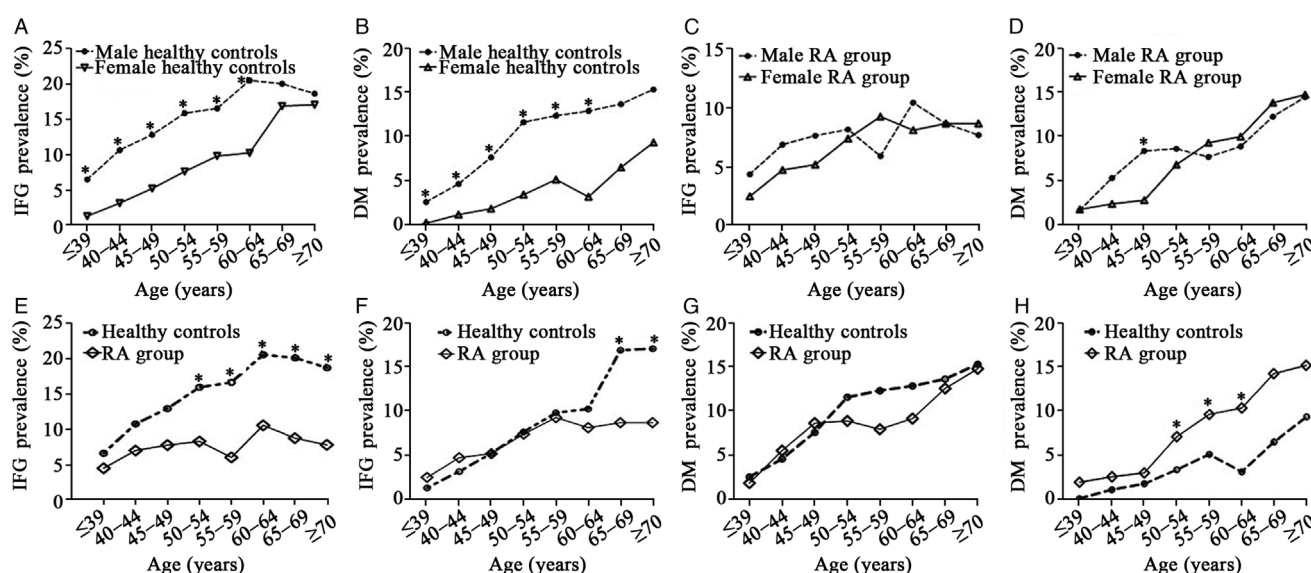 A
IFG prevalence (%)
25
20
15
10
5
0
Male healthy controls
Female healthy controls
* * * * * *
≤39 40−44 45−49 50−54 55−59 60−64 65−69 ≥70
Age (years)
B
DM prevalence (%)
20
15
10
5
0
Male healthy controls
Female healthy controls
* * * * * *
≤39 40−44 45−49 50−54 55−59 60−64 65−69 ≥70
Age (years)
C
IFG prevalence (%)
15
10
5
0
Male RA group
Female RA group
≤39 40−44 45−49 50−54 55−59 60−64 65−69 ≥70
Age (years)
D
DM prevalence (%)
20
15
10
5
0
Male RA group
Female RA group
*
≤39 40−44 45−49 50−54 55−59 60−64 65−69 ≥70
Age (years)
E
IFG prevalence (%)
25
20
15
10
5
0
Healthy controls
RA group
* * * * *
≤39 40−44 45−49 50−54 55−59 60−64 65−69 ≥70
Age (years)
F
IFG prevalence (%)
20
15
10
5
0
Healthy controls
RA group
* *
≤39 40−44 45−49 50−54 55−59 60−64 65−69 ≥70
Age (years)
G
DM prevalence (%)
20
15
10
5
0
Healthy controls
RA group
≤39 40−44 45−49 50−54 55−59 60−64 65−69 ≥70
Age (years)
H
DM prevalence (%)
20
15
10
5
0
Healthy controls
RA group
* * *
≤39 40−44 45−49 50−54 55−59 60−64 65−69 ≥70
Age (years)